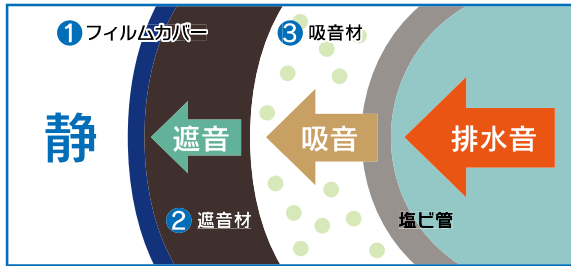 ❶フィルムカバー
❸吸音材
静
遮音
吸音
排水音
❷遮音材
塩ビ管